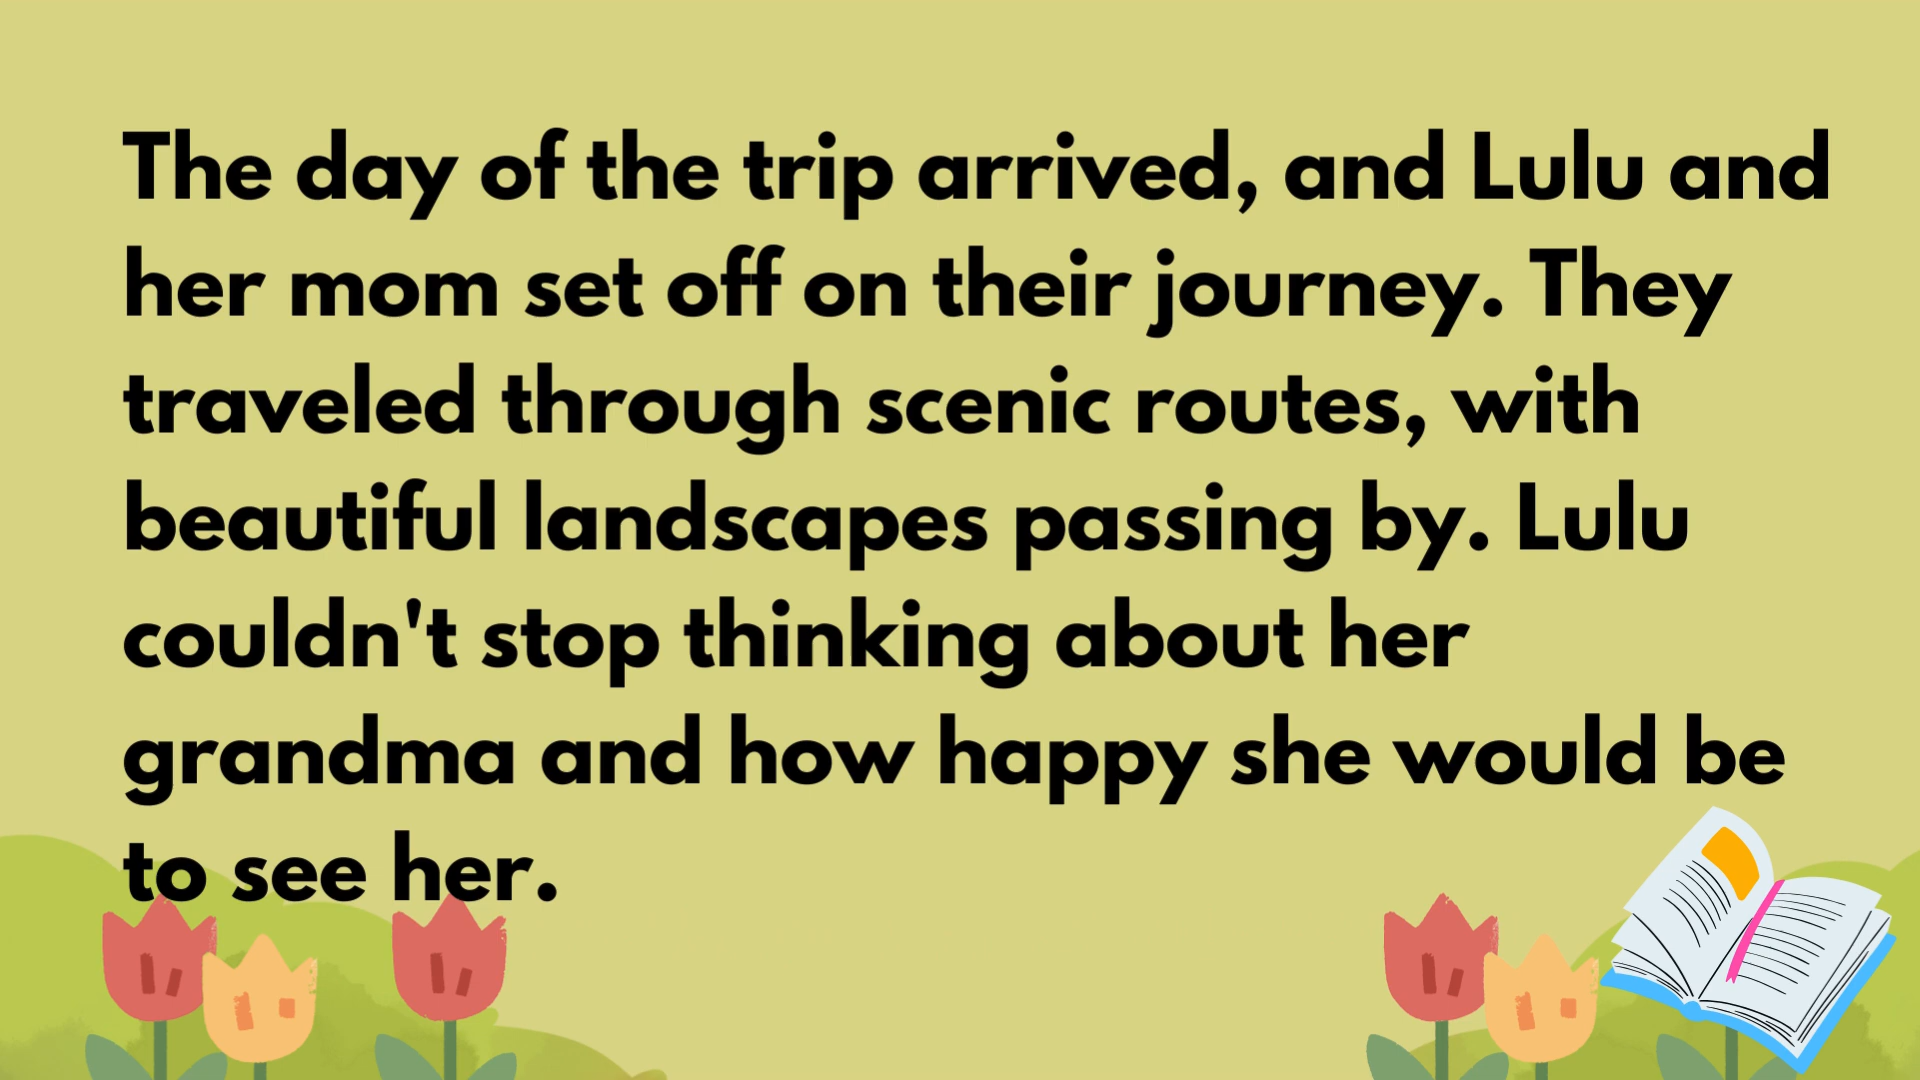 The day of the trip arrived, and Lulu and
her mom set off on their journey. They
traveled through scenic routes, with
beautiful landscapes passing by. Lulu
couldn't stop thinking about her
grandma and how happy she would be
to see her.